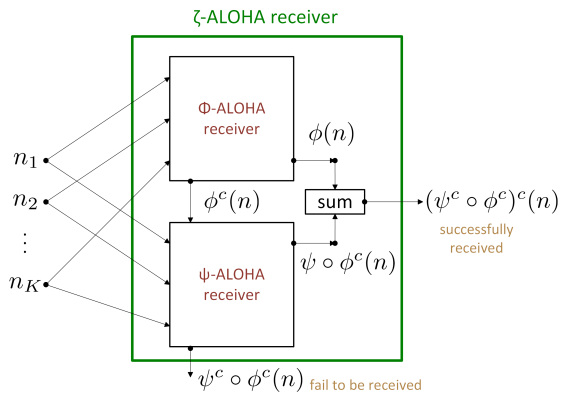 ζ-ALOHA receiver
Φ-ALOHA
receiver
ϕ(n)
n₁
n₂
⋮
n_K
ϕᶜ(n)
sum
(ψᶜ ∘ ϕᶜ)ᶜ(n)
successfully
received
ψ-ALOHA
receiver
ψ ∘ ϕᶜ(n)
ψᶜ ∘ ϕᶜ(n) fail to be received